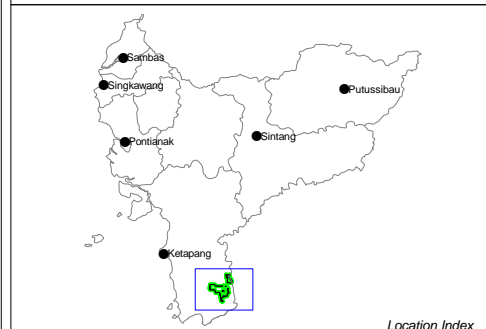 Sambas
Singkawang
Putussibau
Pontianak
Sintang
Ketapang
Location Index